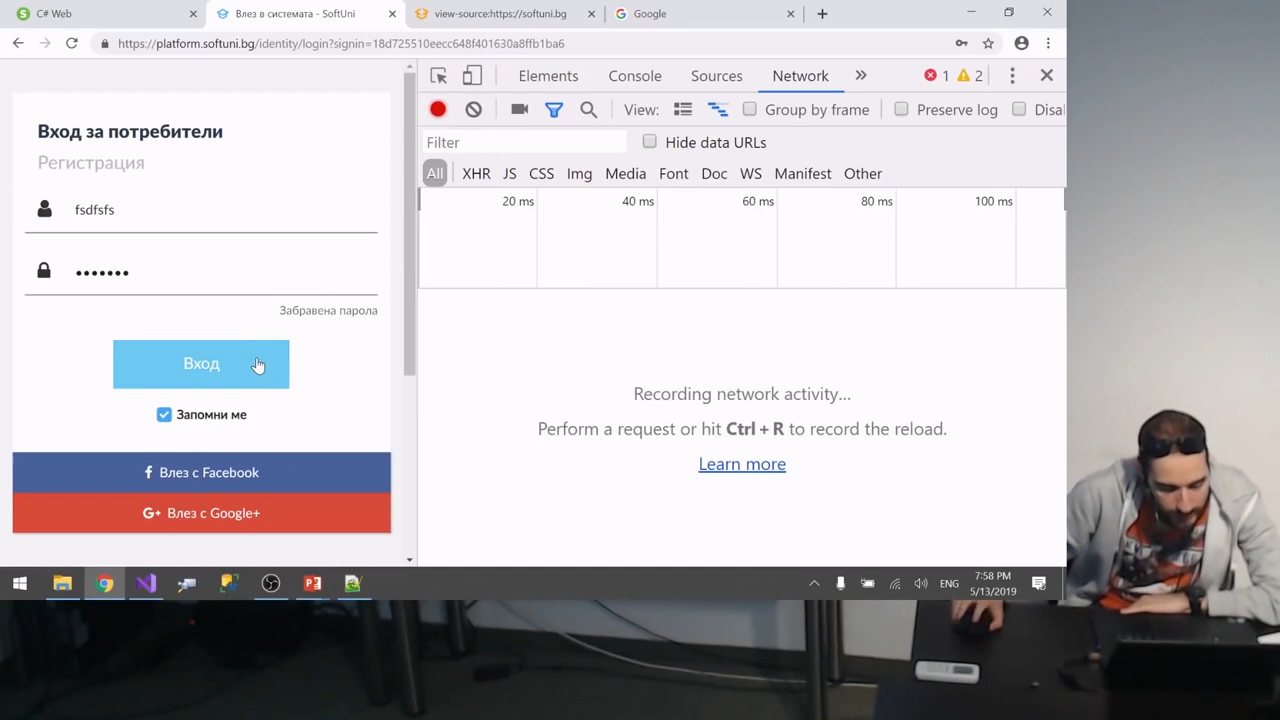 C# Web
Влез в системата - SoftUni
view-source:https://softuni.bg
Google
https://platform.softuni.bg/identity/login?signin=18d725510eecc648f401630a8ffb1ba6
Вход за потребители
Регистрация
fsdfsfs
•••••••
Забравена парола
Вход
Запомни ме
Влез с Facebook
G+ Влез с Google+
Elements Console Sources Network » 1 2
View: Group by frame Preserve log Disa
Filter Hide data URLs
All XHR JS CSS Img Media Font Doc WS Manifest Other
20 ms 40 ms 60 ms 80 ms 100 ms
Recording network activity...
Perform a request or hit Ctrl + R to record the reload.
Learn more
ENG
7:58 PM
5/13/2019